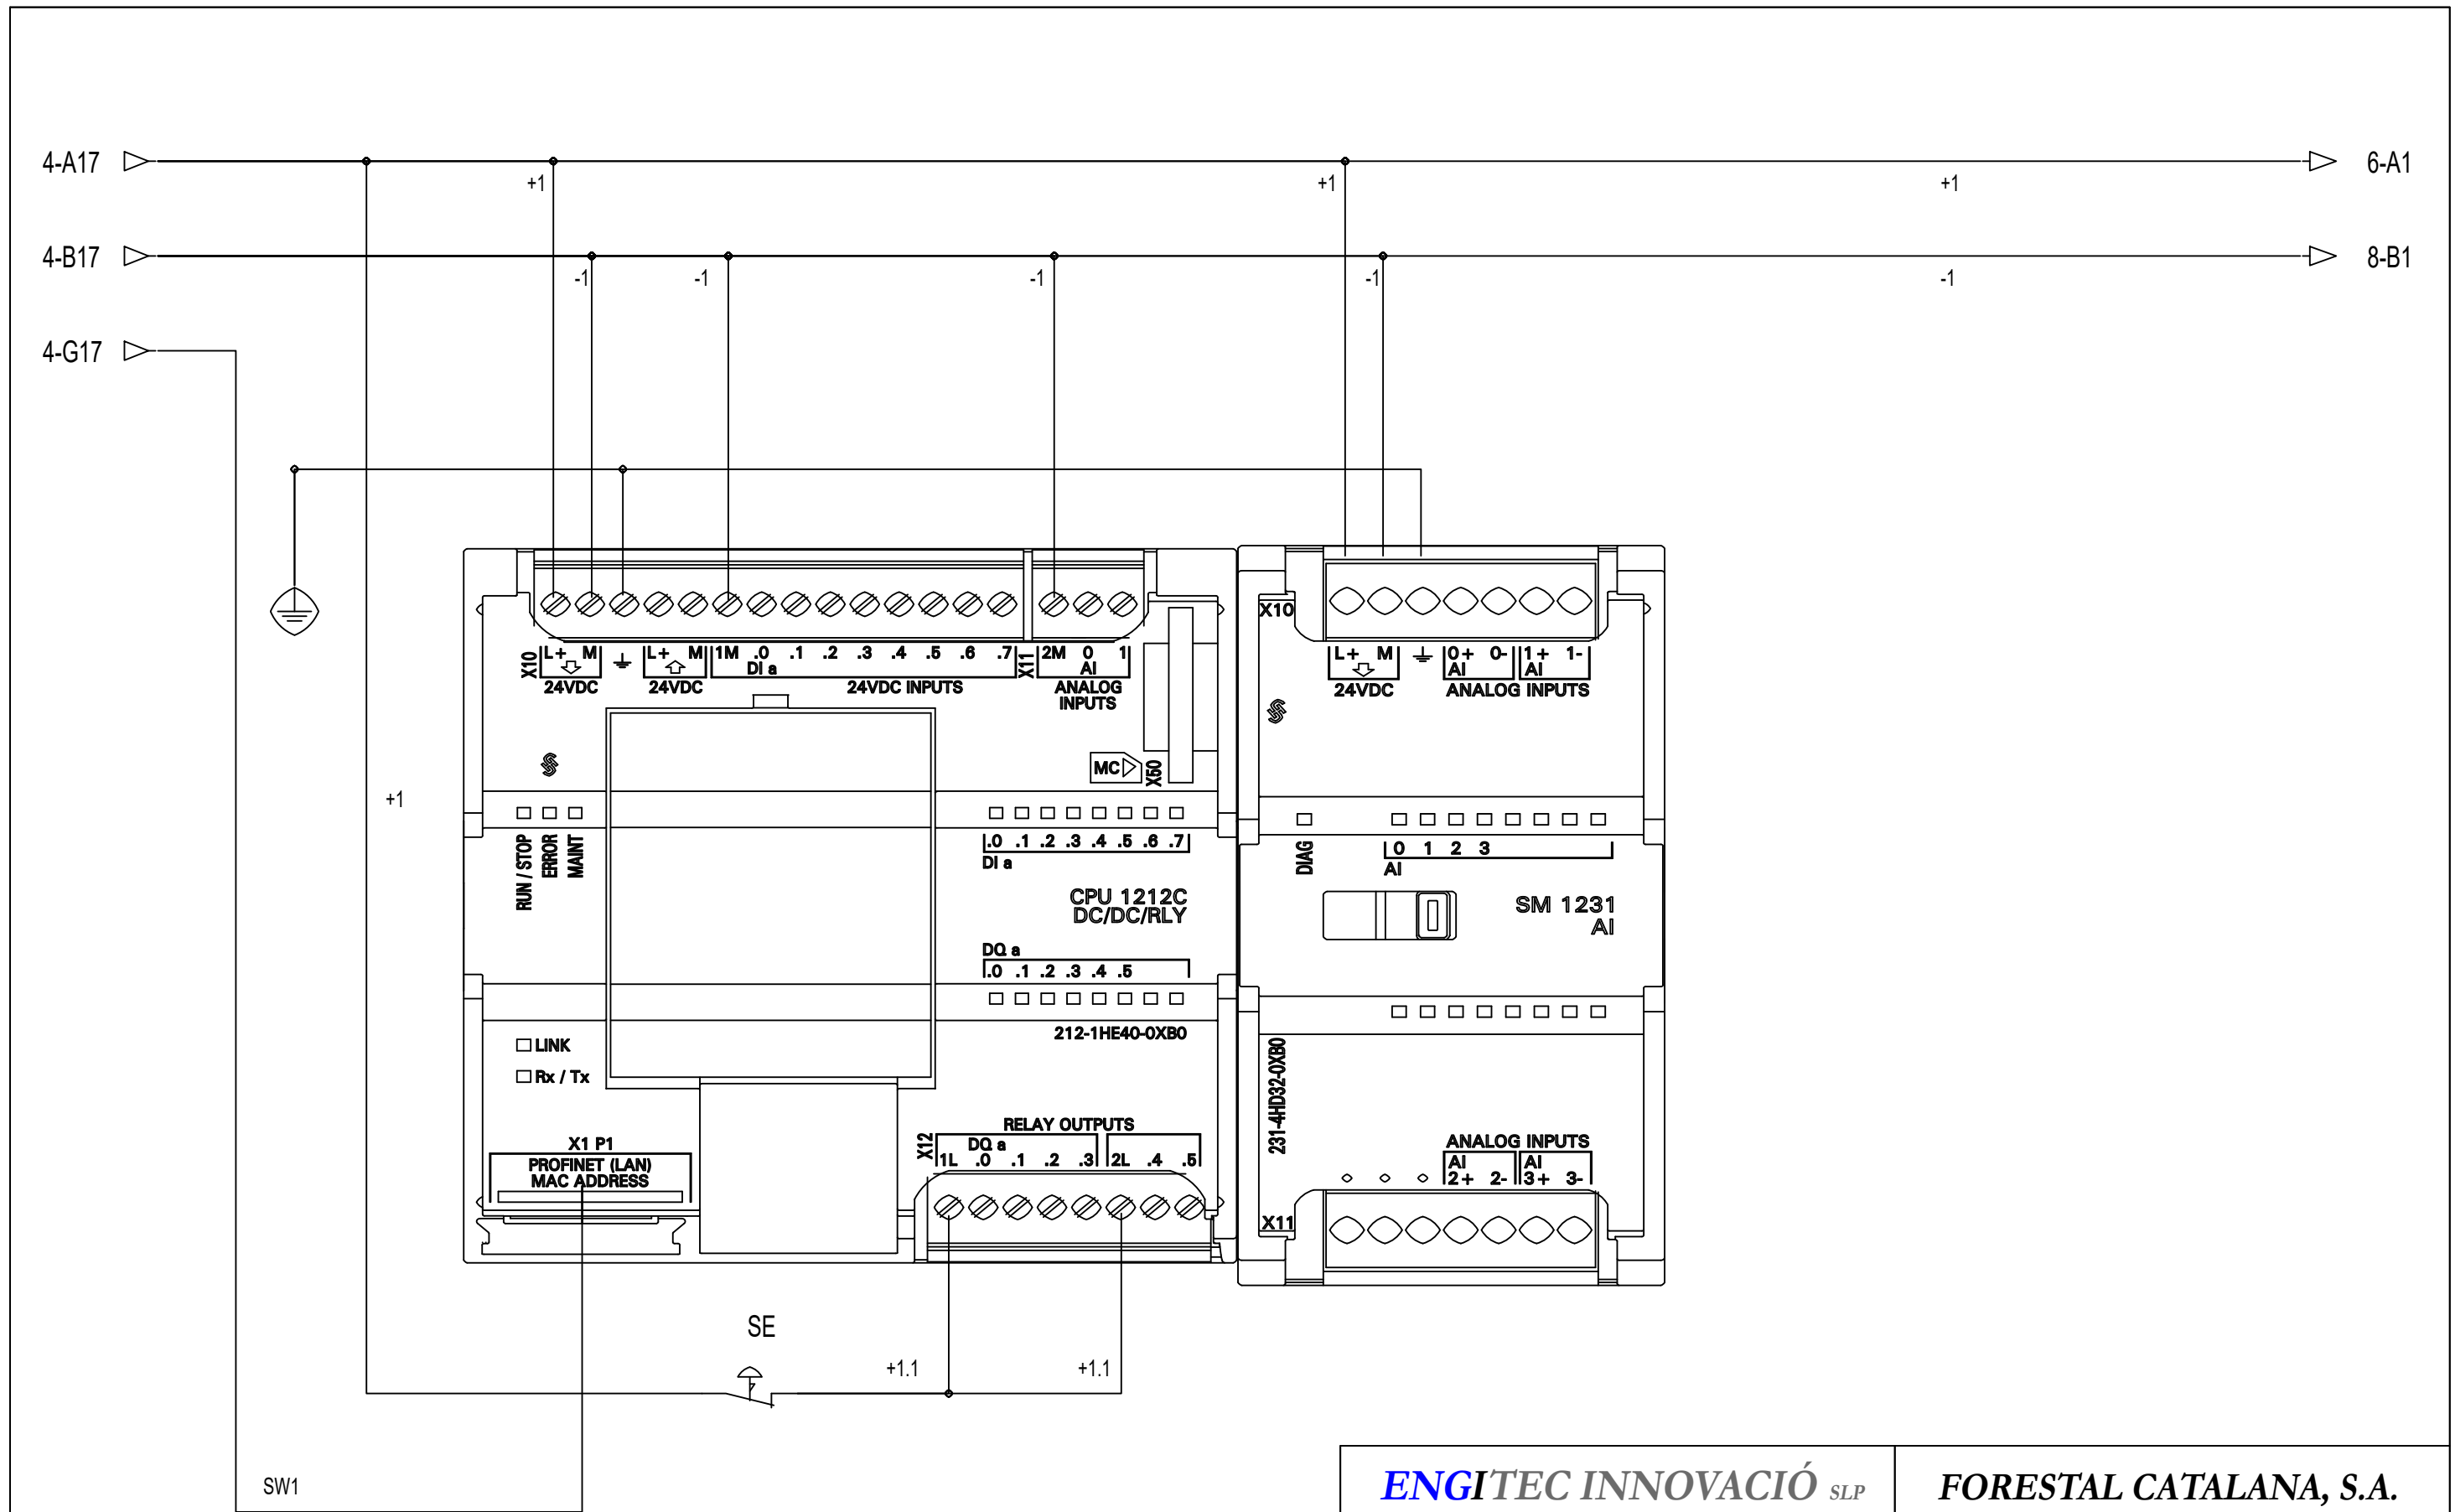 4-A17
6-A1
+1 +1 +1
4-B17
8-B1
-1 -1 -1 -1 -1
4-G17
X10 L+ M L+ M 1M .0 .1 .2 .3 .4 .5 .6 .7 X11 2M 0 1
DI a AI
24VDC 24VDC 24VDC INPUTS ANALOG
INPUTS
X10
L+ M 0+ 0- 1+ 1-
AI AI
24VDC ANALOG INPUTS
MC X50
+1
RUN / STOP
ERROR
MAINT
.0 .1 .2 .3 .4 .5 .6 .7
DI a
DIAG
0 1 2 3
AI
CPU 1212C
DC/DC/RLY
SM 1231
AI
DQ a
.0 .1 .2 .3 .4 .5
212-1HE40-0XB0
LINK
Rx / Tx
231-4HD32-0XB0
X1 P1
PROFINET (LAN)
MAC ADDRESS
RELAY OUTPUTS
X12 DQ a
1L .0 .1 .2 .3 2L .4 .5
ANALOG INPUTS
AI AI
2+ 2- 3+ 3-
X11
SE
+1.1 +1.1
SW1
ENGITEC INNOVACIÓ SLP
FORESTAL CATALANA, S.A.